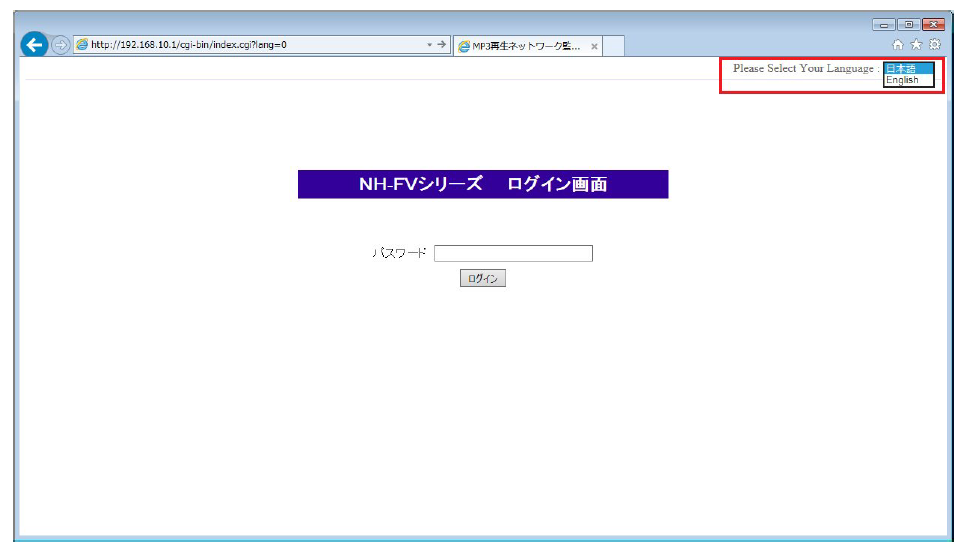 http://192.168.10.1/cgi-bin/index.cgi?lang=0
MP3再生ネットワーク監...
Please Select Your Language : 日本語
English
NH-FVシリーズ ログイン画面
パスワード
ログイン